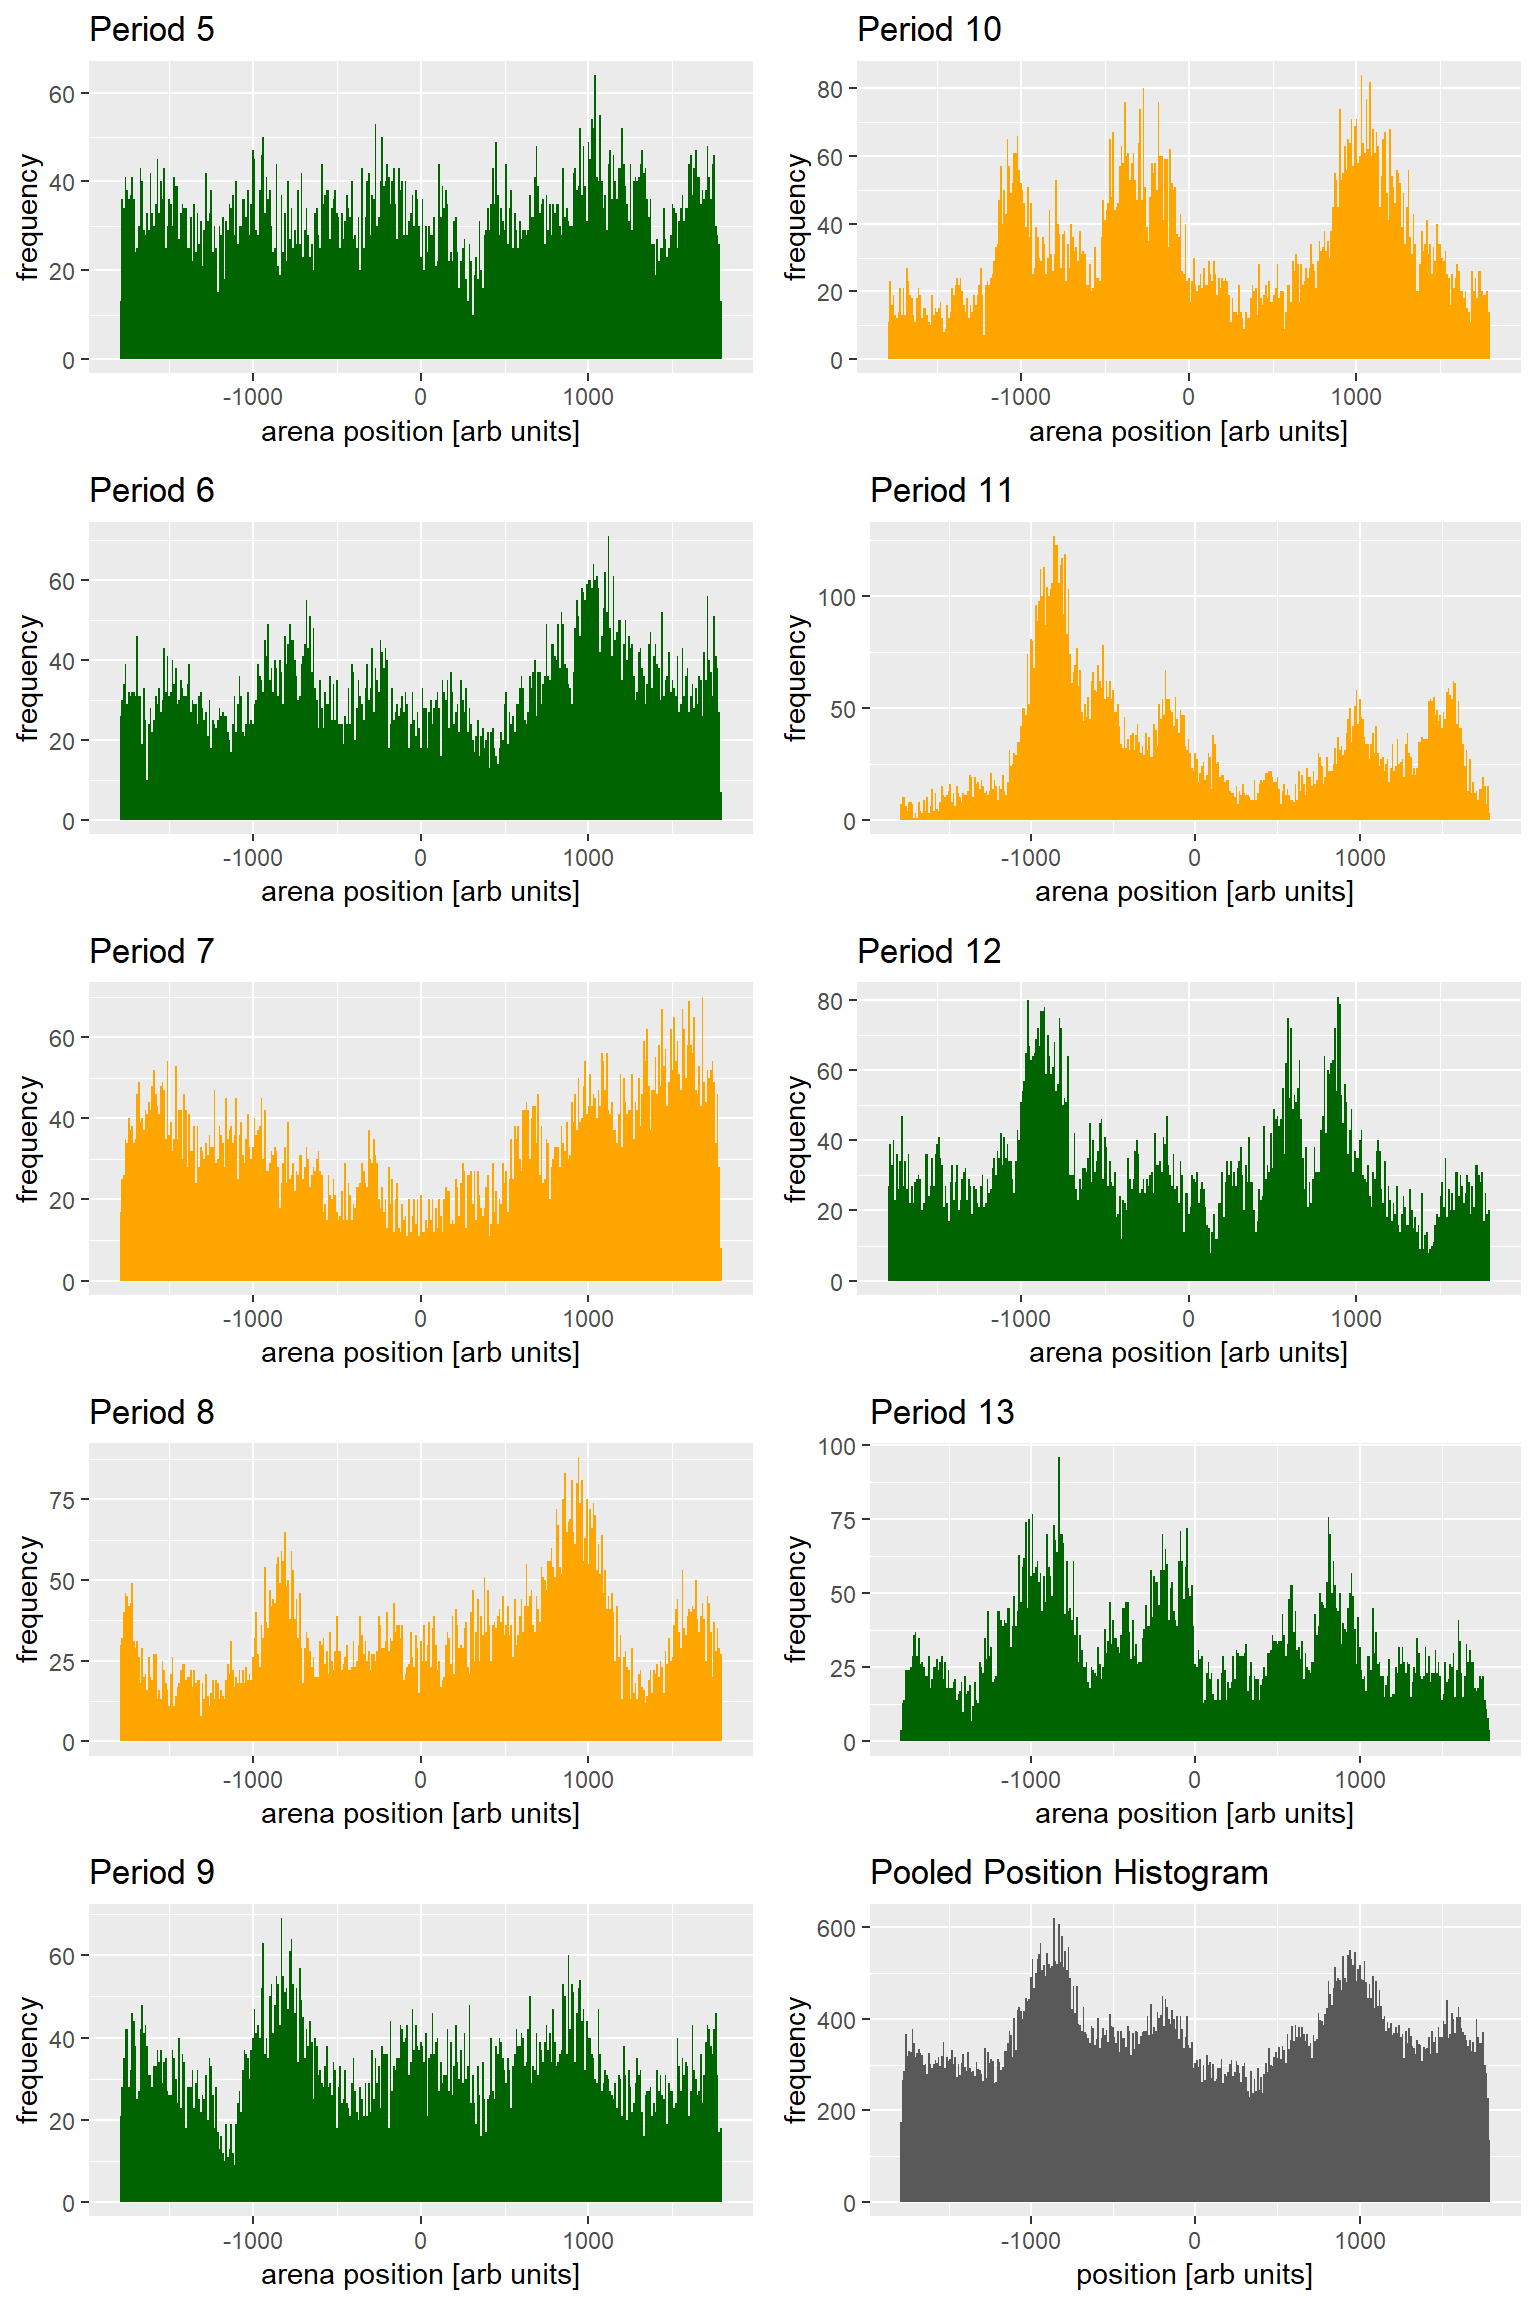 Period 5
frequency
60
40
20
0
-1000 0 1000
arena position [arb units]
Period 10
frequency
80
60
40
20
0
-1000 0 1000
arena position [arb units]
Period 6
frequency
60
40
20
0
-1000 0 1000
arena position [arb units]
Period 11
frequency
100
50
0
-1000 0 1000
arena position [arb units]
Period 7
frequency
60
40
20
0
-1000 0 1000
arena position [arb units]
Period 12
frequency
80
60
40
20
0
-1000 0 1000
arena position [arb units]
Period 8
frequency
75
50
25
0
-1000 0 1000
arena position [arb units]
Period 13
frequency
100
75
50
25
0
-1000 0 1000
arena position [arb units]
Period 9
frequency
60
40
20
0
-1000 0 1000
arena position [arb units]
Pooled Position Histogram
frequency
600
400
200
0
-1000 0 1000
position [arb units]